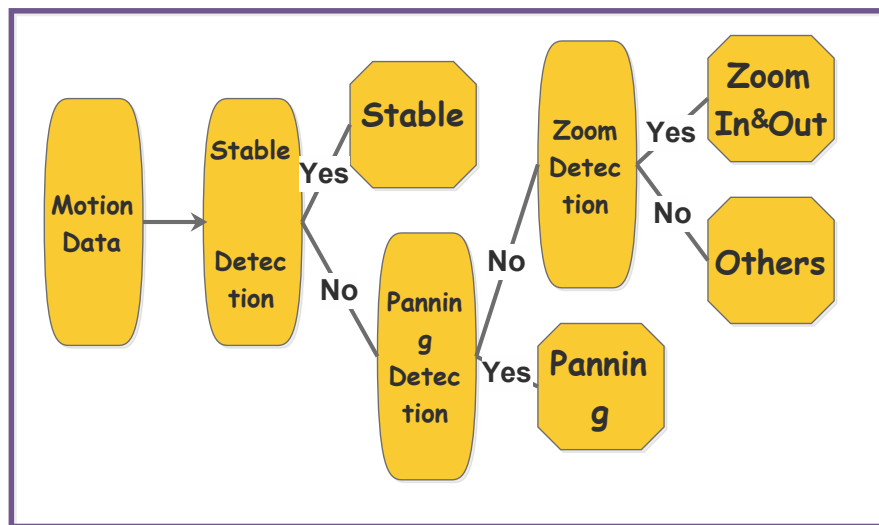 Motion
Data
Stable
Detec
tion
Yes
Stable
No
Pannin
g
Detec
tion
No
Yes
Pannin
g
Zoom
Detec
tion
Yes
Zoom
In&Out
No
Others